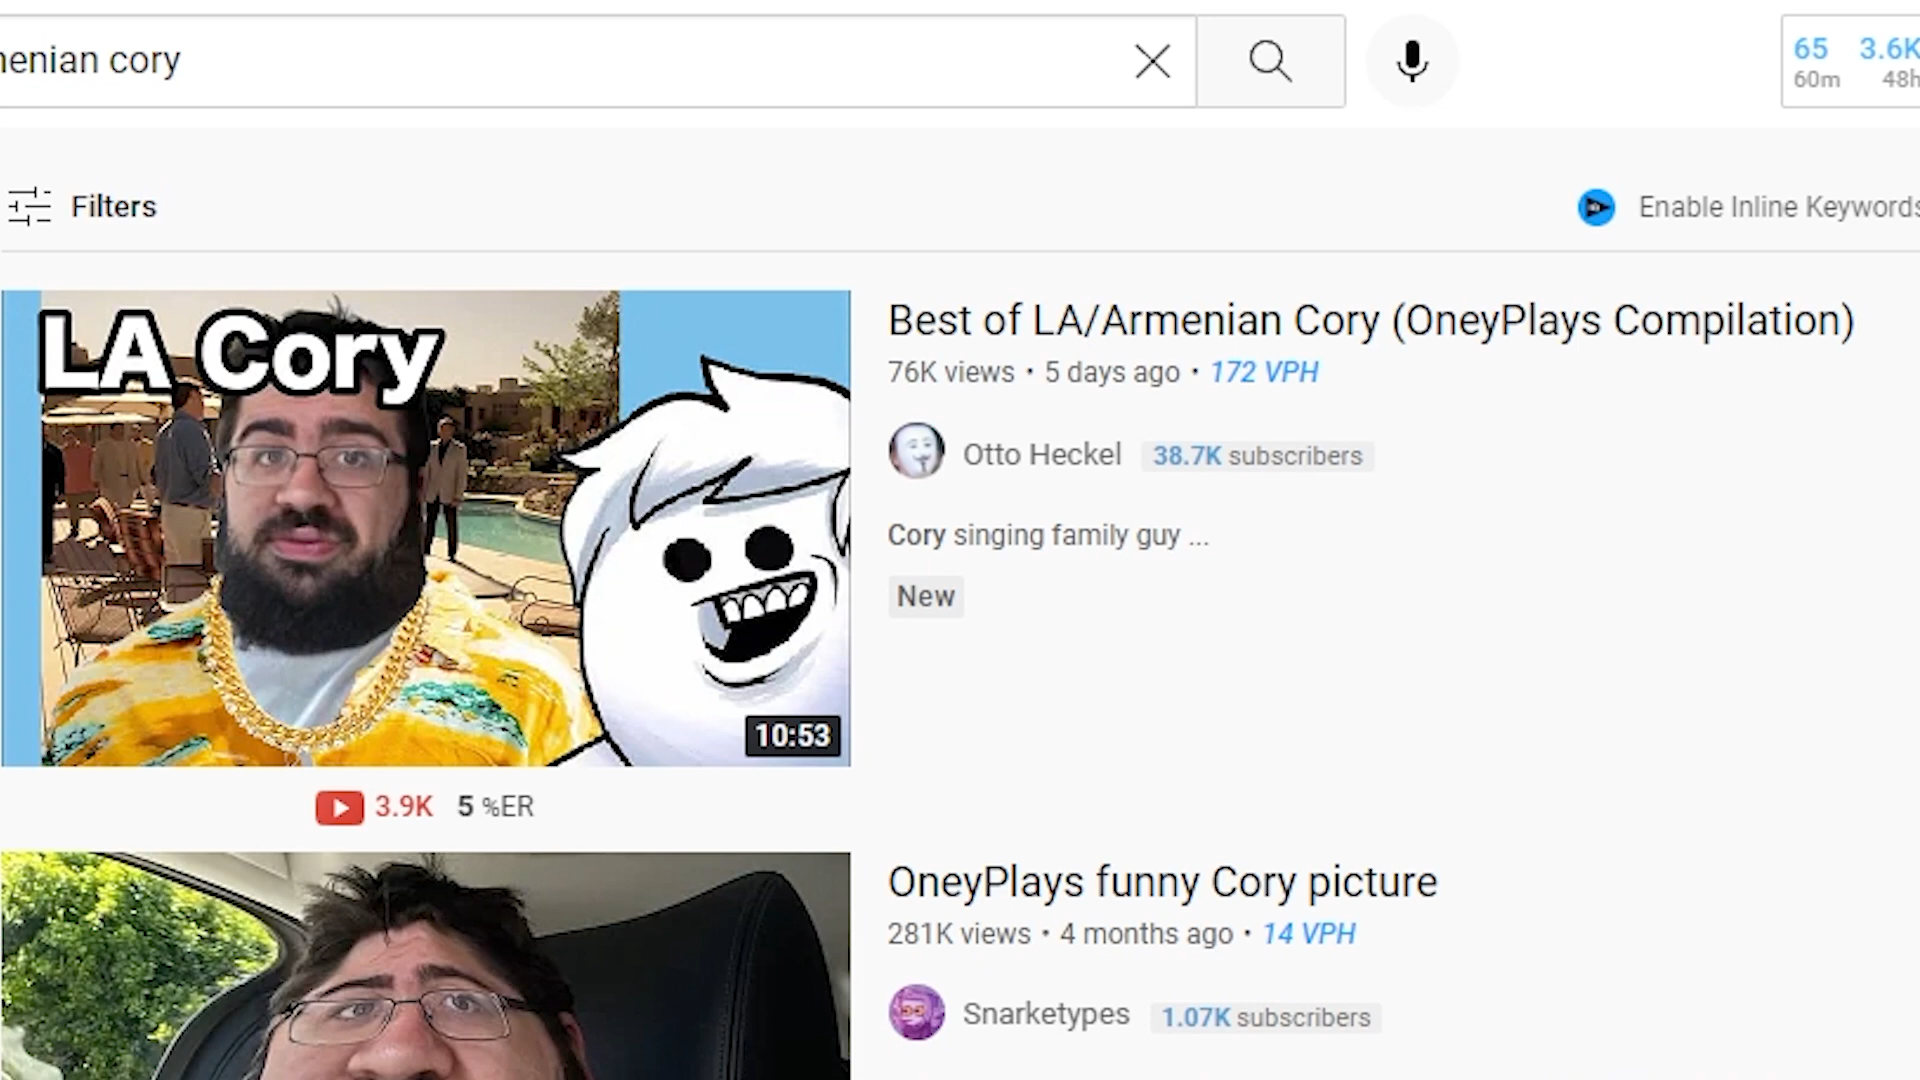 menian cory
65 3.6K
60m 48h
Filters
Enable Inline Keywords
LA Cory
10:53
3.9K 5 %ER
Best of LA/Armenian Cory (OneyPlays Compilation)
76K views • 5 days ago • 172 VPH
Otto Heckel 38.7K subscribers
Cory singing family guy ...
New
OneyPlays funny Cory picture
281K views • 4 months ago • 14 VPH
Snarketypes 1.07K subscribers